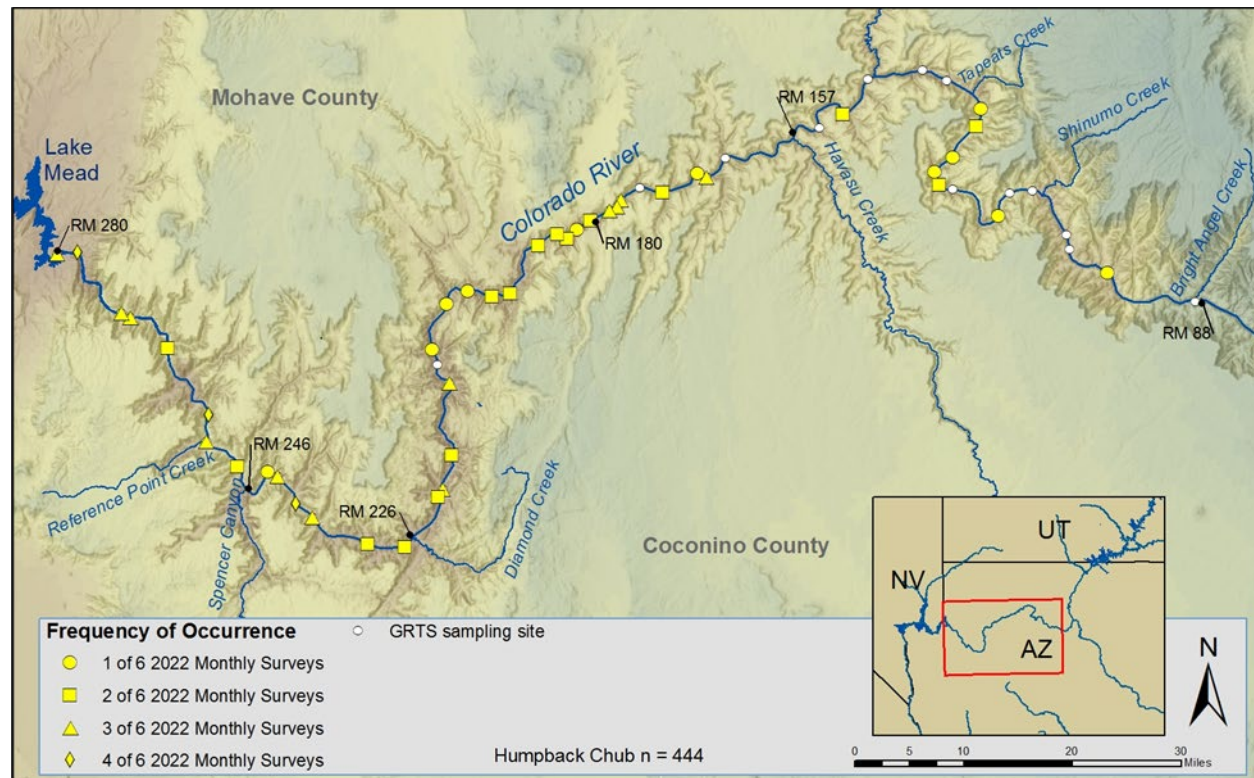 Mohave County
Lake
Mead
RM 280
Colorado River
RM 157
Tapeats Creek
Shinumo Creek
Bright Angel Creek
Havasu Creek
RM 180
RM 88
RM 246
Reference Point Creek
Spencer Canyon
RM 226
Diamond Creek
Coconino County
UT
NV
AZ
N
Frequency of Occurrence
GRTS sampling site
1 of 6 2022 Monthly Surveys
2 of 6 2022 Monthly Surveys
3 of 6 2022 Monthly Surveys
4 of 6 2022 Monthly Surveys
Humpback Chub n = 444
0 5 10 20 30
Miles